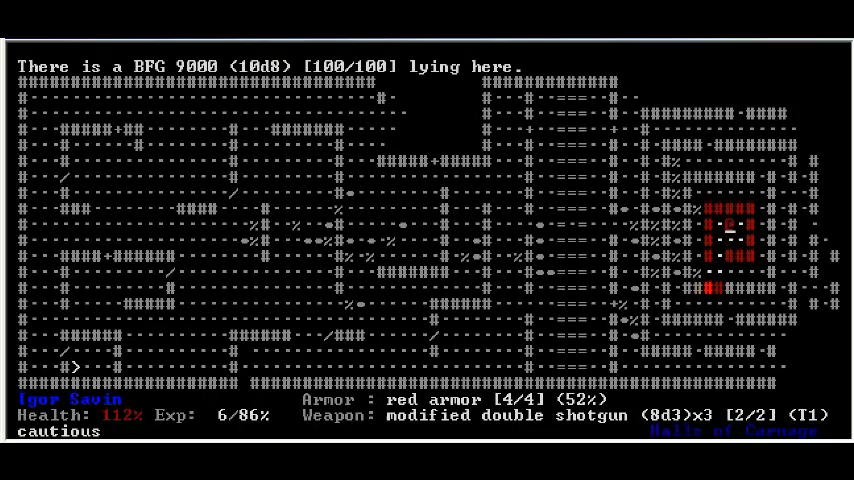 There is a BFG 9000 (10d8) [100/100] lying here.
Igor Savin
Armor : red armor [4/4] (52%)
Health: 112% Exp: 6/86%
Weapon: modified double shotgun (8d3)x3 [2/2] (T1)
cautious
Halls of Carnage